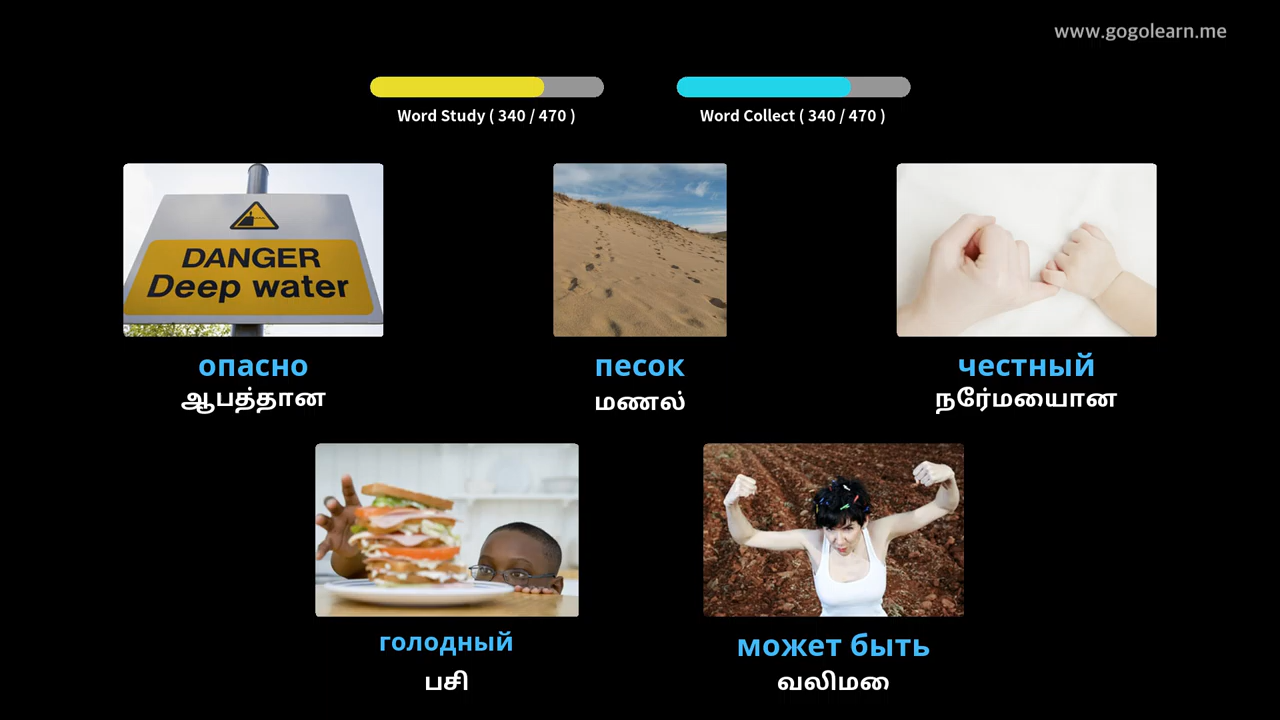 www.gogolearn.me
Word Study ( 340 / 470 )
Word Collect ( 340 / 470 )
DANGER
Deep water
опасно
песок
честный
ஆபத்தான
மணல்
நேர்மையான
голодный
может быть
பசி
வலிமை